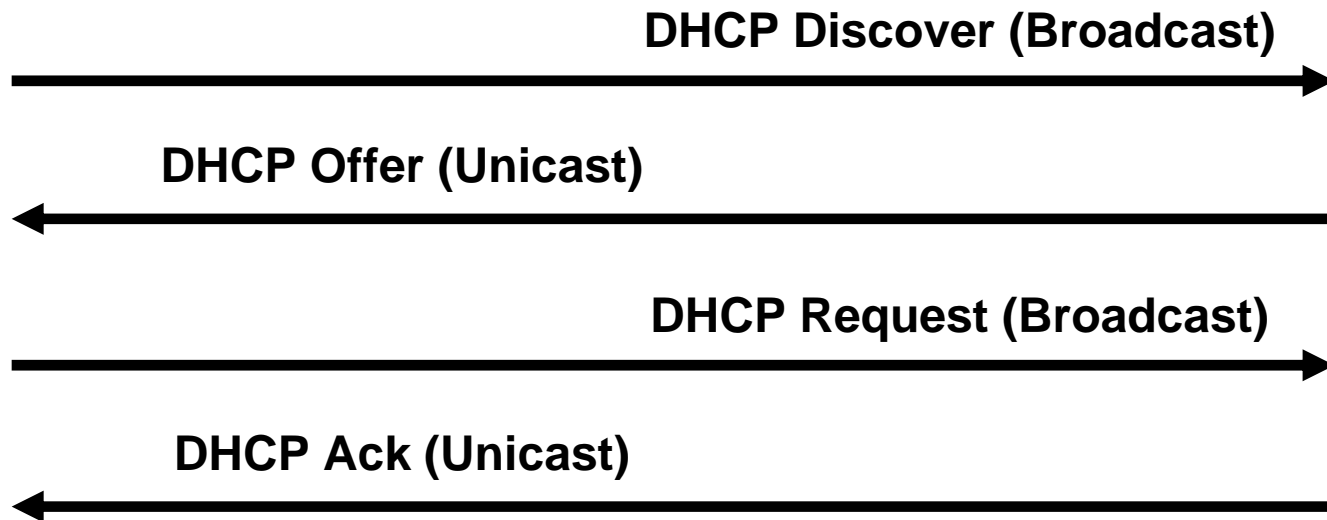 DHCP Discover (Broadcast)
DHCP Offer (Unicast)
DHCP Request (Broadcast)
DHCP Ack (Unicast)